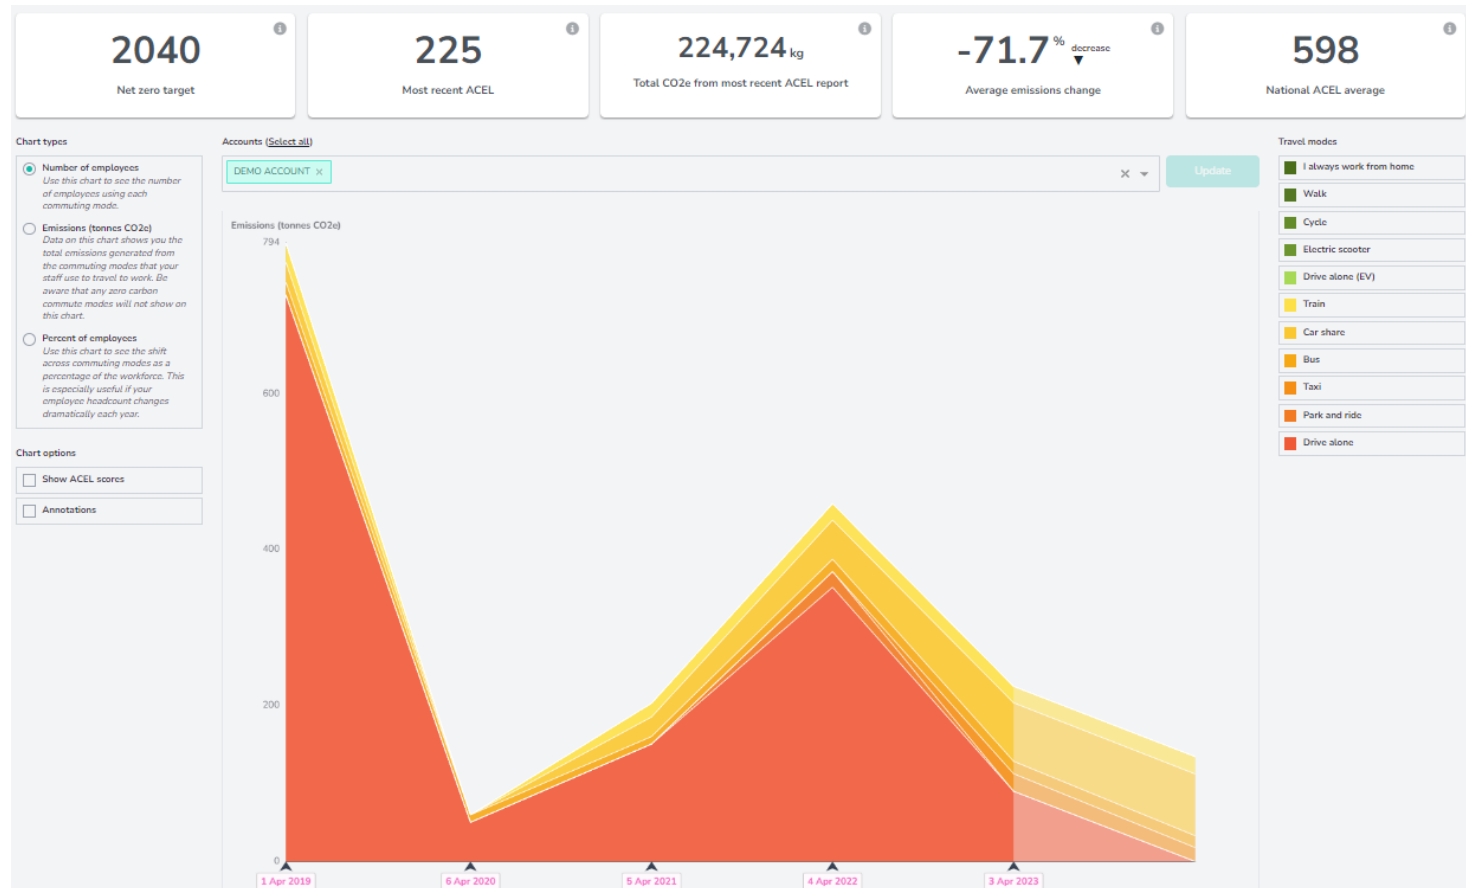 2040
Net zero target
225
Most recent ACEL
224,724 kg
Total CO2e from most recent ACEL report
-71.7 % decrease
Average emissions change
598
National ACEL average
Chart types
Number of employees
Use this chart to see the number
of employees using each
commuting mode.
Emissions (tonnes CO2e)
Data on this chart shows you the
total emissions generated from
the commuting modes that your
staff use to travel to work. Be
aware that any zero carbon
commute modes will not show on
this chart.
Percent of employees
Use this chart to see the shift
across commuting modes as a
percentage of the workforce. This
is especially useful if your
employee headcount changes
dramatically each year.
Chart options
Show ACEL scores
Annotations
Accounts (Select all)
DEMO ACCOUNT ×
Update
Emissions (tonnes CO2e)
794
600
400
200
0
1 Apr 2019
6 Apr 2020
5 Apr 2021
4 Apr 2022
3 Apr 2023
Travel modes
I always work from home
Walk
Cycle
Electric scooter
Drive alone (EV)
Train
Car share
Bus
Taxi
Park and ride
Drive alone